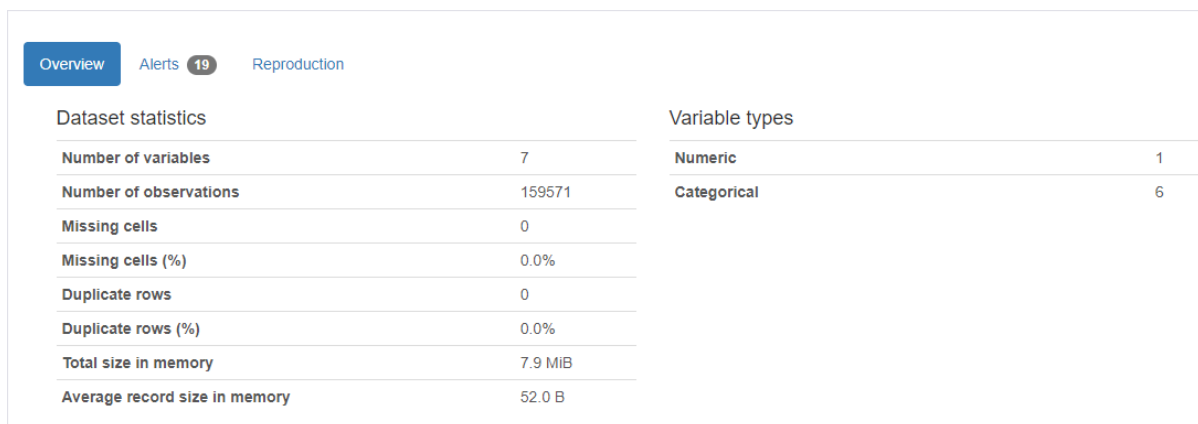 Overview Alerts 19 Reproduction
Dataset statistics
Number of variables 7
Number of observations 159571
Missing cells 0
Missing cells (%) 0.0%
Duplicate rows 0
Duplicate rows (%) 0.0%
Total size in memory 7.9 MiB
Average record size in memory 52.0 B
Variable types
Numeric 1
Categorical 6